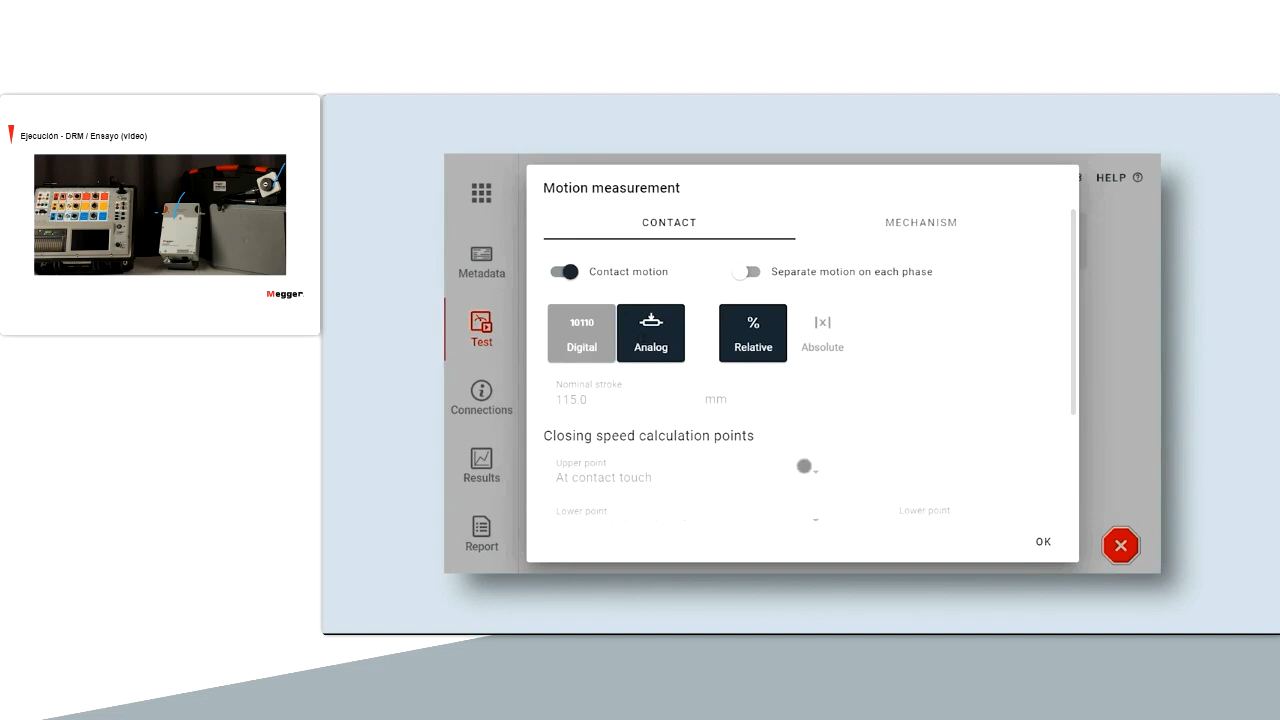 Ejecución - DRM / Ensayo (video)
Megger
Metadata
Test
Connections
Results
Report
HELP
Motion measurement
CONTACT
MECHANISM
Contact motion
Separate motion on each phase
10110
Digital
Analog
%
Relative
|x|
Absolute
Nominal stroke
115.0
mm
Closing speed calculation points
Upper point
At contact touch
Lower point
Lower point
OK